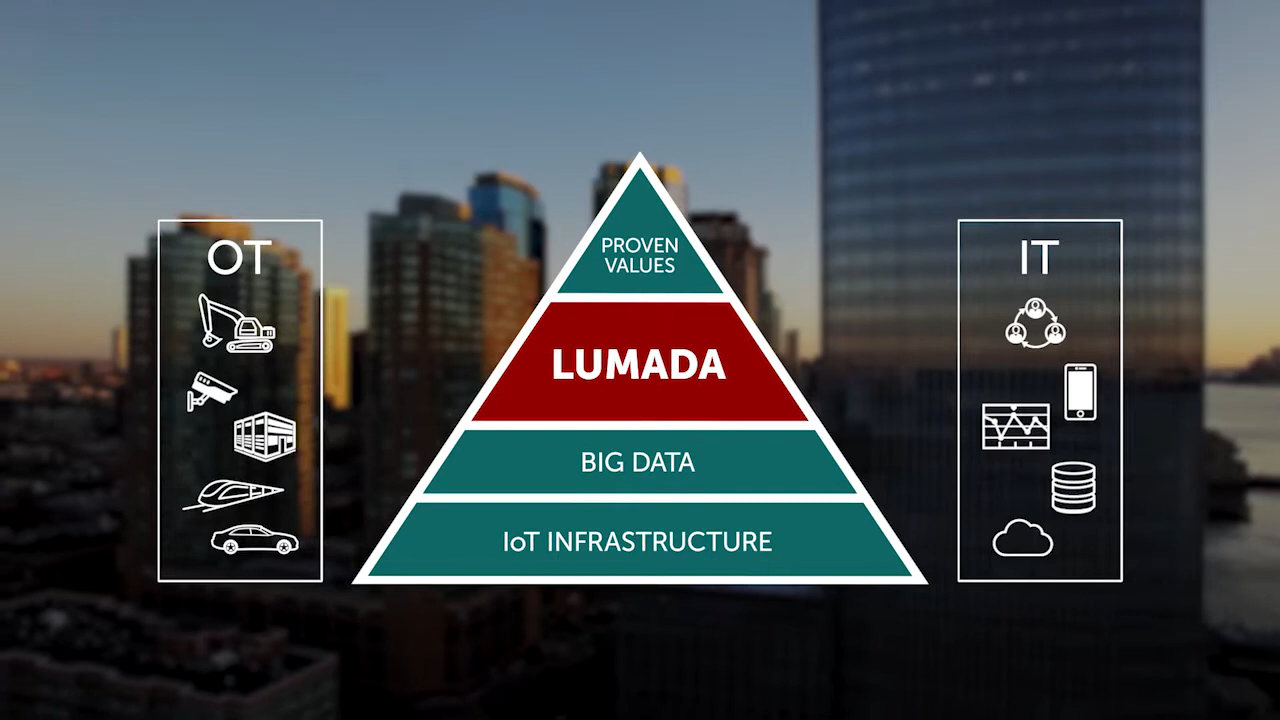 OT
PROVEN
VALUES
LUMADA
BIG DATA
IoT INFRASTRUCTURE
IT